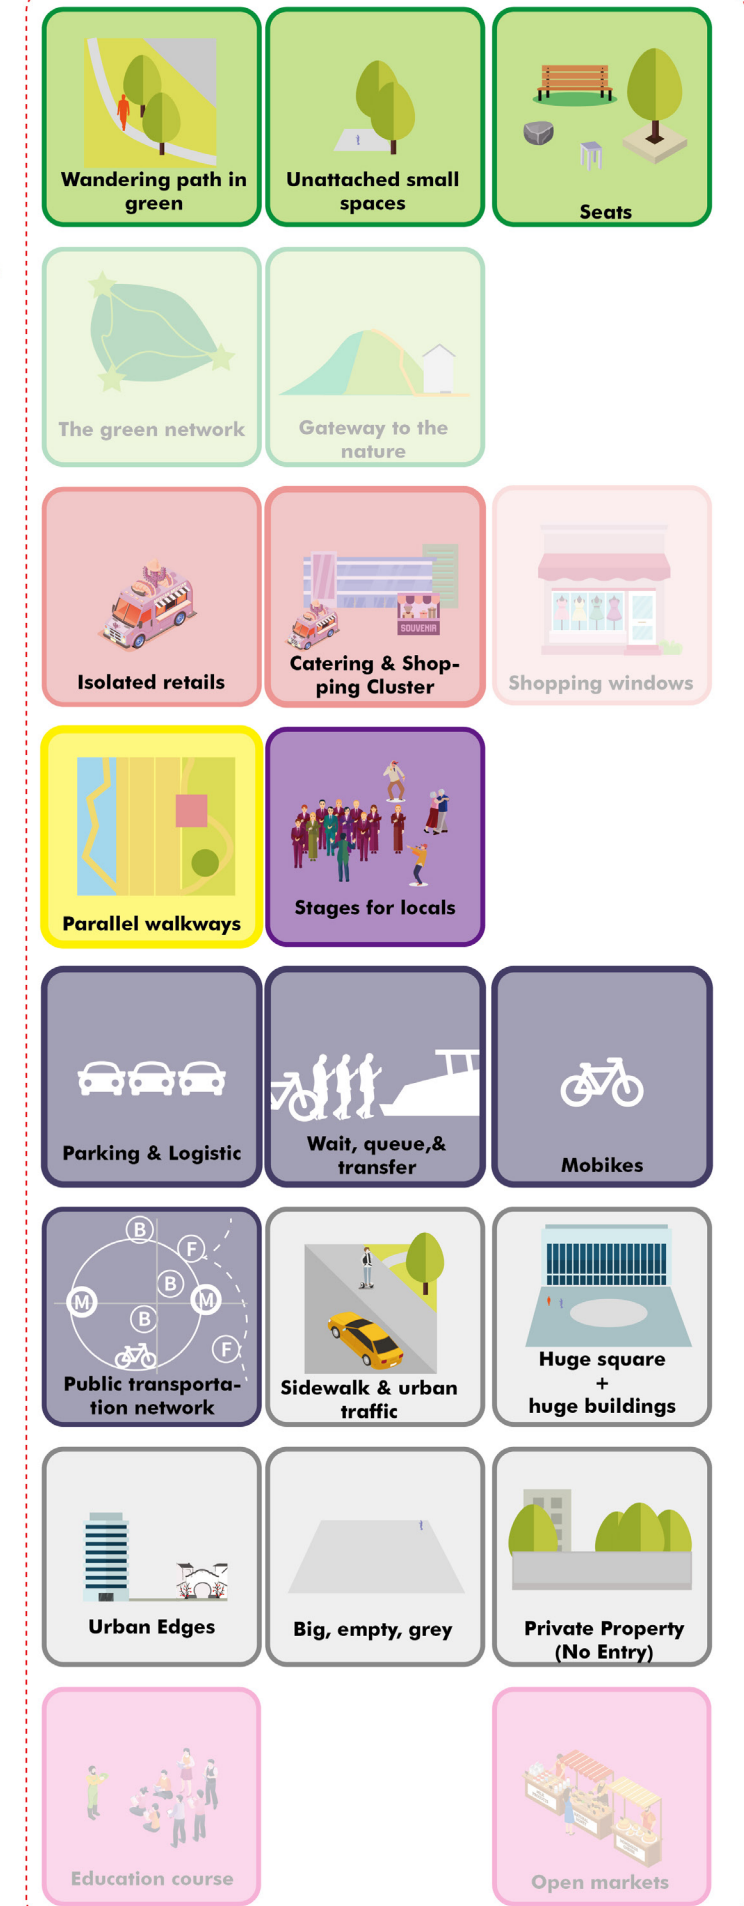 Wandering path in
green
Unattached small
spaces
Seats
The green network
Gateway to the
nature
Isolated retails
SOUVENIR
Catering & Shop-
ping Cluster
Shopping windows
Parallel walkways
Stages for locals
Parking & Logistic
Wait, queue,&
transfer
Mobikes
B
F
B
M
M
B
F
Public transporta-
tion network
Sidewalk & urban
traffic
Huge square
+
huge buildings
Urban Edges
Big, empty, grey
Private Property
(No Entry)
Education course
Open markets